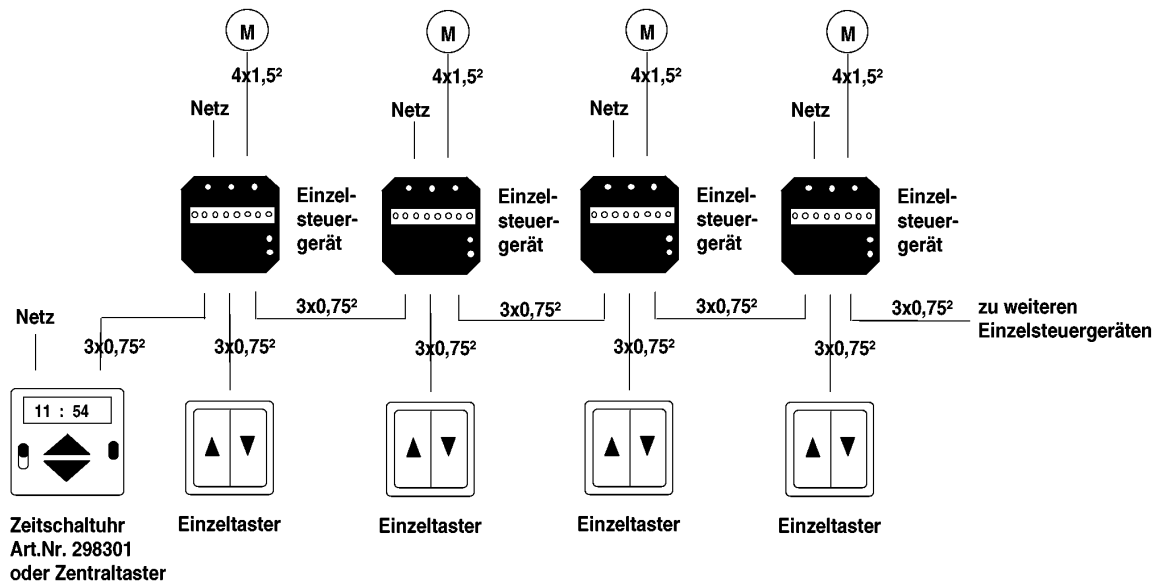 M M M M
4x1,5² 4x1,5² 4x1,5² 4x1,5²
Netz Netz Netz Netz
Einzel-
steuer-
gerät
Einzel-
steuer-
gerät
Einzel-
steuer-
gerät
Einzel-
steuer-
gerät
3x0,75² 3x0,75² 3x0,75² 3x0,75²
zu weiteren
Einzelsteuergeräten
Netz
3x0,75² 3x0,75² 3x0,75² 3x0,75² 3x0,75²
11 : 54
Zeitschaltuhr
Art.Nr. 298301
oder Zentraltaster
Einzeltaster Einzeltaster Einzeltaster Einzeltaster